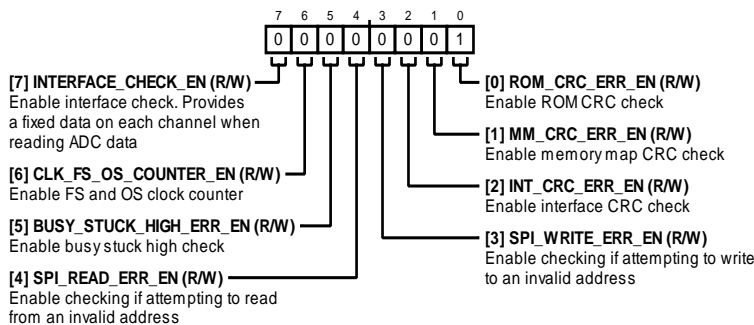 7 6 5 4 3 2 1 0
0 0 0 0 0 0 0 1
[7] INTERFACE_CHECK_EN (R/W)
Enable interface check. Provides
a fixed data on each channel when
reading ADC data
[6] CLK_FS_OS_COUNTER_EN (R/W)
Enable FS and OS clock counter
[5] BUSY_STUCK_HIGH_ERR_EN (R/W)
Enable busy stuck high check
[4] SPI_READ_ERR_EN (R/W)
Enable checking if attempting to read
from an invalid address
[0] ROM_CRC_ERR_EN (R/W)
Enable ROM CRC check
[1] MM_CRC_ERR_EN (R/W)
Enable memory map CRC check
[2] INT_CRC_ERR_EN (R/W)
Enable interface CRC check
[3] SPI_WRITE_ERR_EN (R/W)
Enable checking if attempting to write
to an invalid address